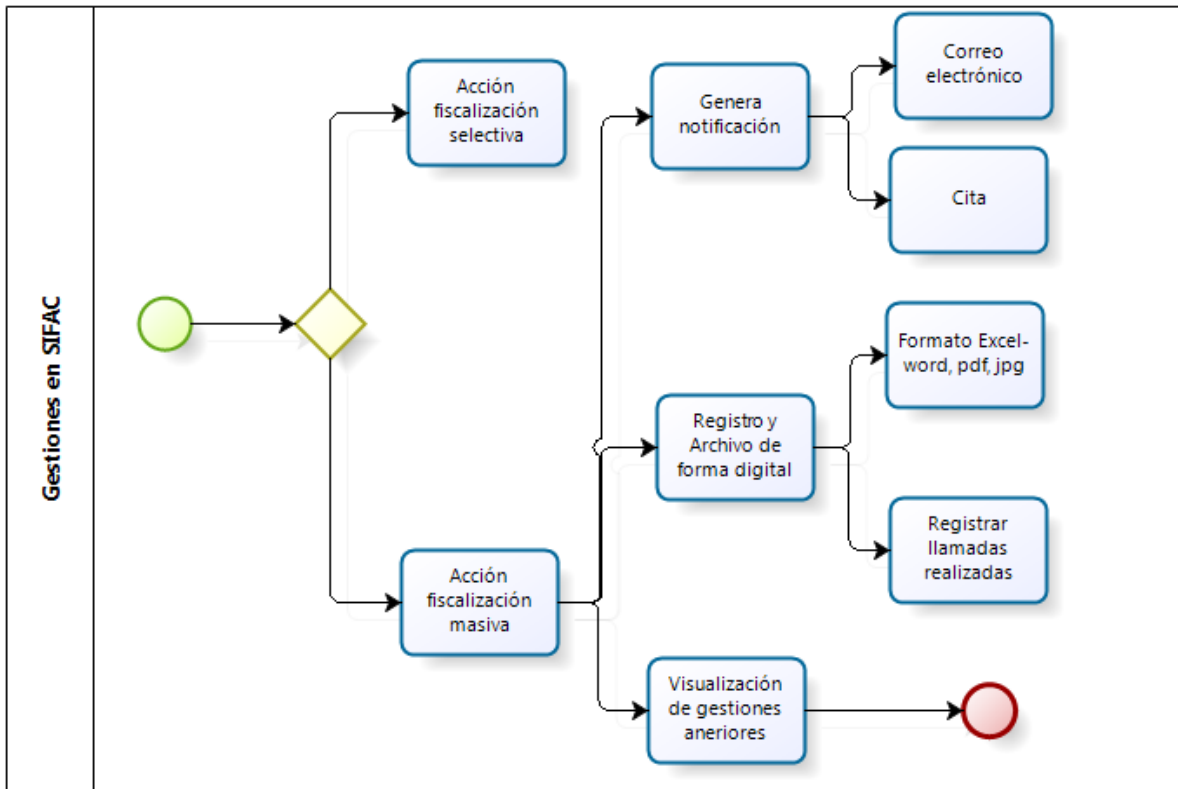 Gestiones en SIFAC
Acción
fiscalización
selectiva
Genera
notificación
Correo
electrónico
Cita
Formato Excel-
word, pdf, jpg
Registro y
Archivo de
forma digital
Registrar
llamadas
realizadas
Acción
fiscalización
masiva
Visualización
de gestiones
aneriores